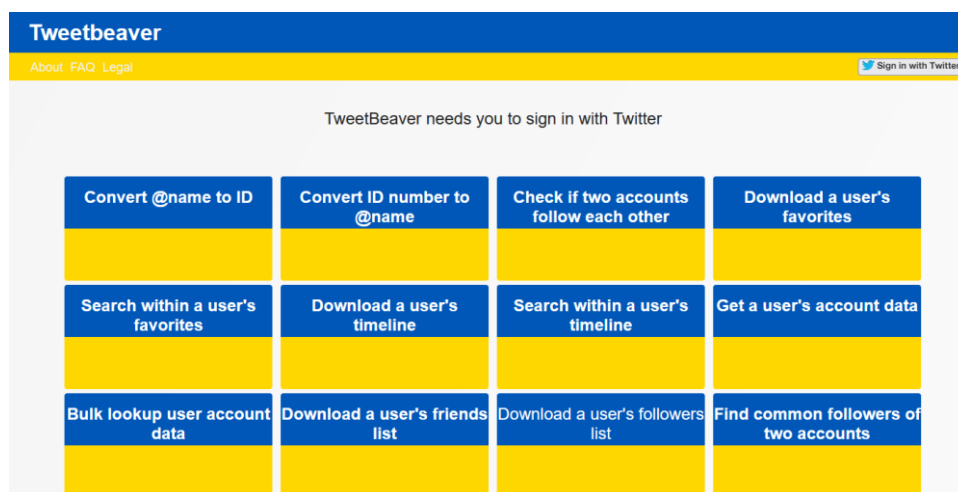 Tweetbeaver
About FAQ Legal
Sign in with Twitter
TweetBeaver needs you to sign in with Twitter
Convert @name to ID
Convert ID number to
@name
Check if two accounts
follow each other
Download a user's
favorites
Search within a user's
favorites
Download a user's
timeline
Search within a user's
timeline
Get a user's account data
Bulk lookup user account
data
Download a user's friends
list
Download a user's followers
list
Find common followers of
two accounts